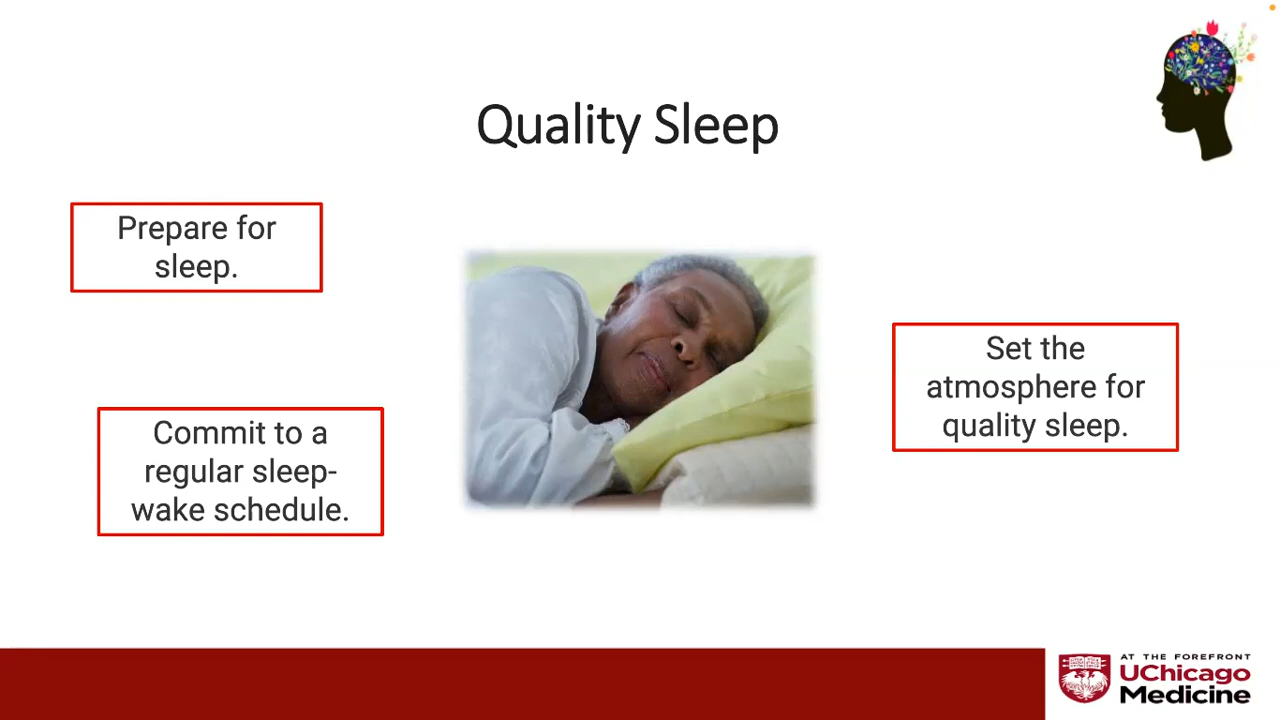 Quality Sleep
Prepare for
sleep.
Commit to a
regular sleep-
wake schedule.
Set the
atmosphere for
quality sleep.
AT THE FOREFRONT
UChicago
Medicine